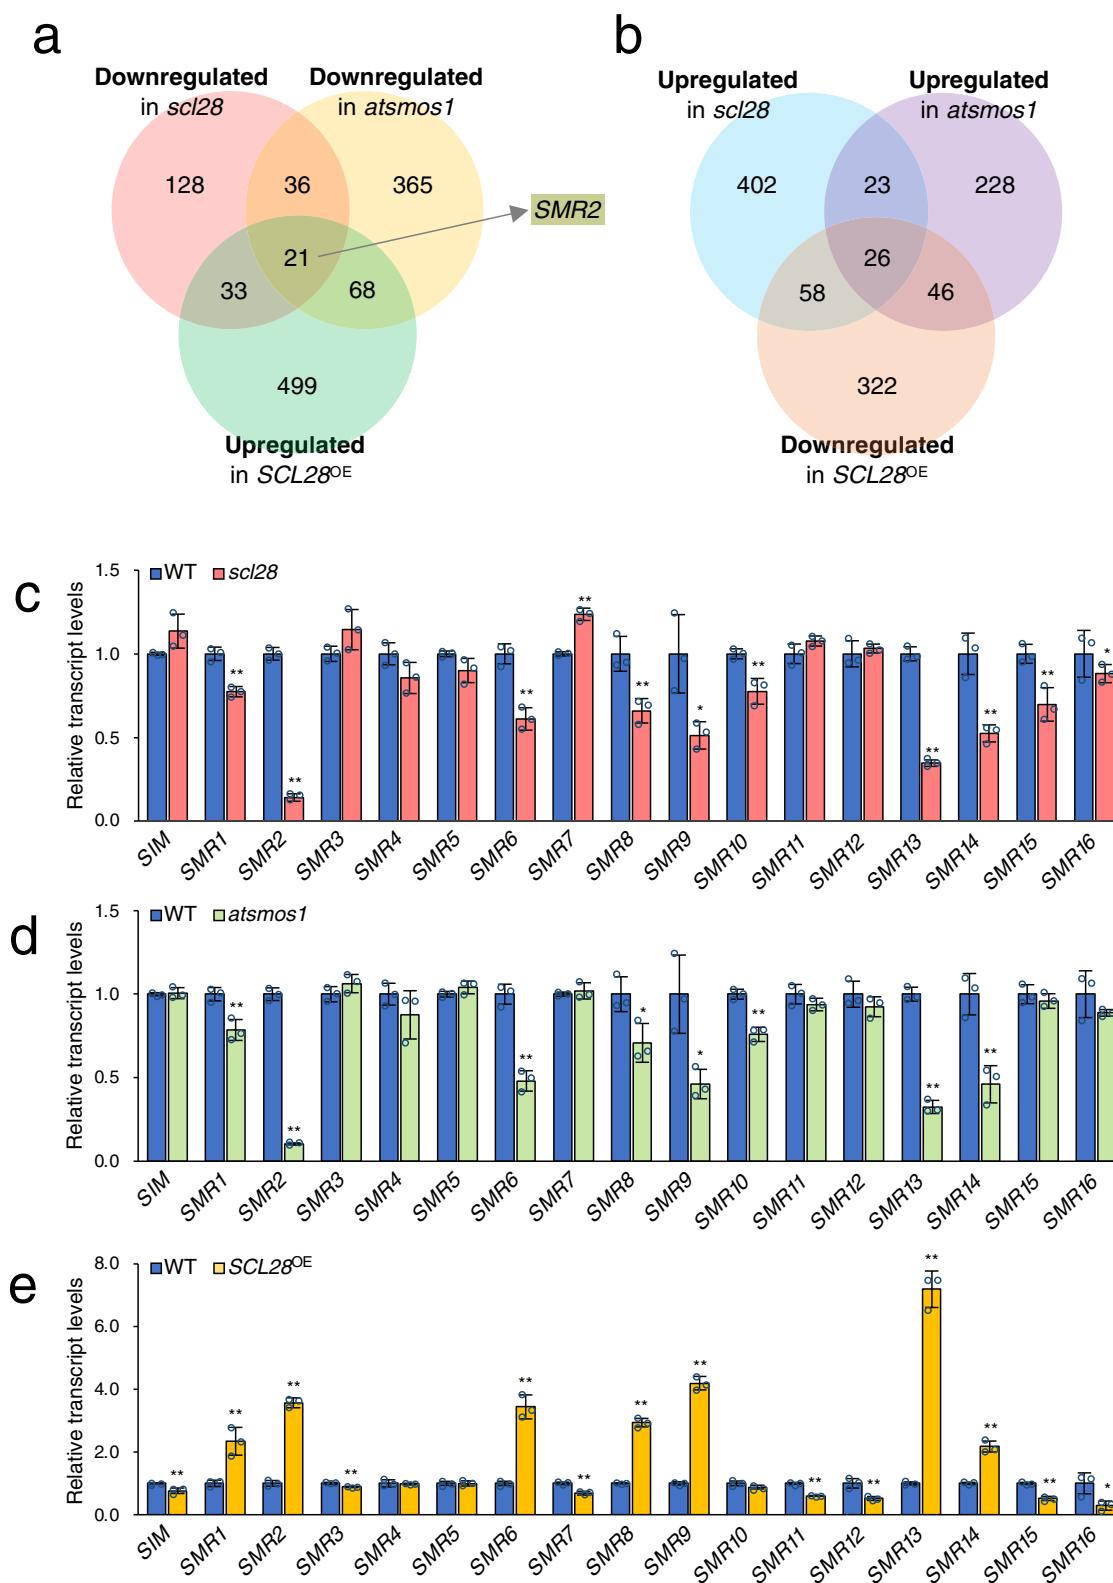 a
b
Downregulated
in scl28
Downregulated
in atsmos1
Upregulated
in scl28
Upregulated
in atsmos1
128
36
365
SMR2
21
33
68
499
Upregulated
in SCL28OE
402
23
228
26
58
46
322
Downregulated
in SCL28OE
c
Relative transcript levels
1.5
1.0
0.5
0.0
WT
scl28
**
**
**
**
**
*
**
**
**
**
*
SIM
SMR1
SMR2
SMR3
SMR4
SMR5
SMR6
SMR7
SMR8
SMR9
SMR10
SMR11
SMR12
SMR13
SMR14
SMR15
SMR16
d
Relative transcript levels
1.5
1.0
0.5
0.0
WT
atsmos1
**
**
**
*
*
**
**
**
SIM
SMR1
SMR2
SMR3
SMR4
SMR5
SMR6
SMR7
SMR8
SMR9
SMR10
SMR11
SMR12
SMR13
SMR14
SMR15
SMR16
e
Relative transcript levels
8.0
6.0
4.0
2.0
0.0
WT
SCL28OE
**
**
**
**
**
**
**
**
**
**
**
**
**
*
SIM
SMR1
SMR2
SMR3
SMR4
SMR5
SMR6
SMR7
SMR8
SMR9
SMR10
SMR11
SMR12
SMR13
SMR14
SMR15
SMR16